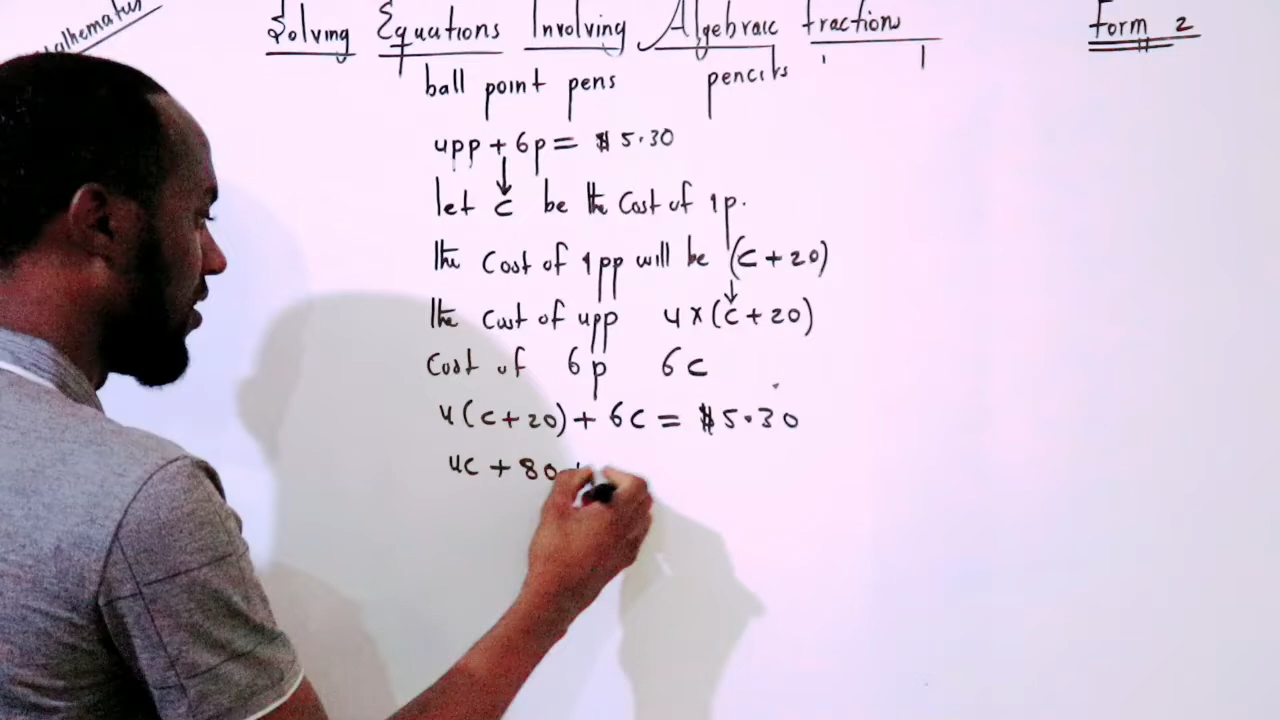 Mathematics
Solving Equations Involving Algebraic fractions
Form 2
ball point pens pencils
4pp + 6p = $5.30
let c be the Cost of 1p.
The Cost of 1pp will be (c + 20)
The Cost of 4pp 4 x (c + 20)
Cost of 6p 6c
4(c + 20) + 6c = $5.30
4c + 80